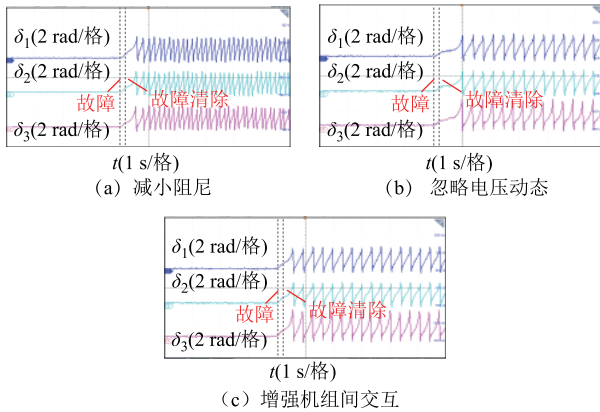 δ1(2 rad/格)
δ2(2 rad/格)
故障
故障清除
δ3(2 rad/格)
t(1 s/格)
（a）减小阻尼
δ1(2 rad/格)
δ2(2 rad/格)
故障
故障清除
δ3(2 rad/格)
t(1 s/格)
（b） 忽略电压动态
δ1(2 rad/格)
δ2(2 rad/格)
故障
故障清除
δ3(2 rad/格)
t(1 s/格)
（c）增强机组间交互